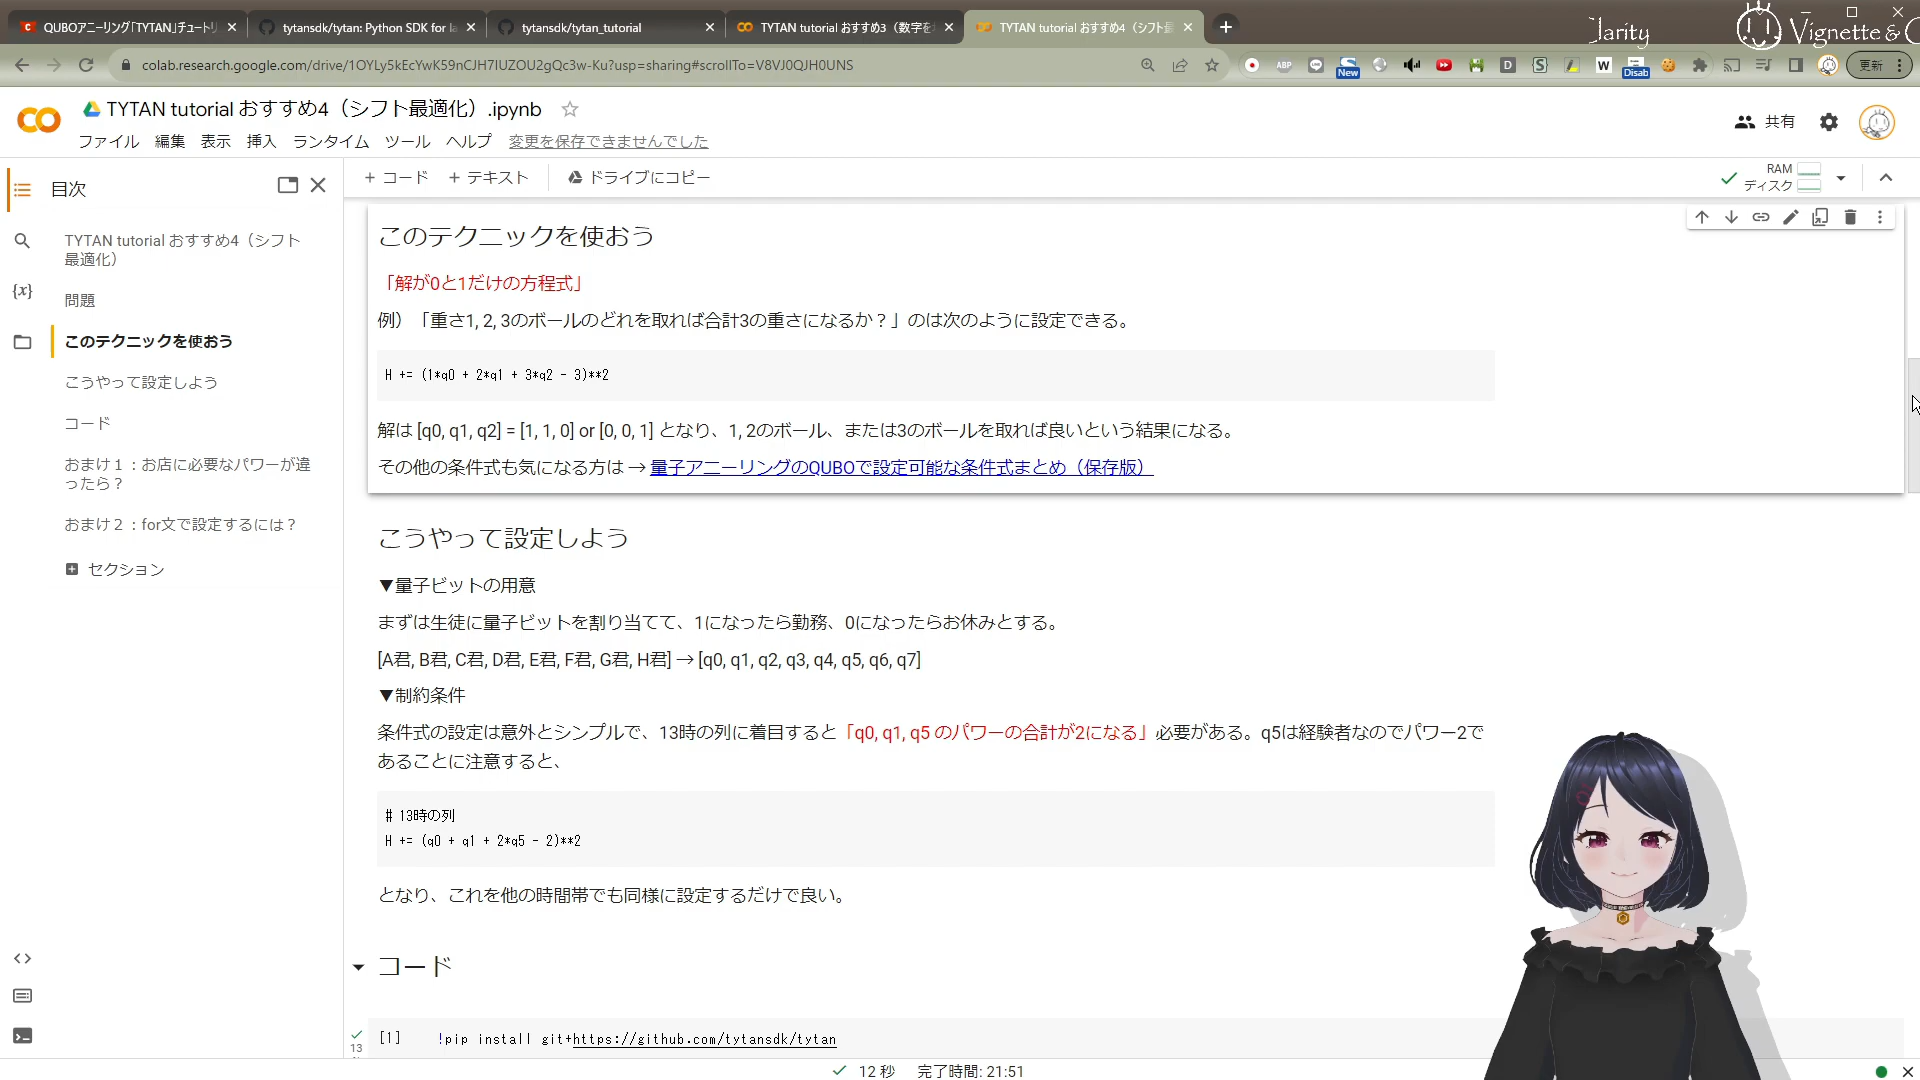 QUBOアニーリング「TYTAN」チュートリ
tytansdk/tytan: Python SDK for la
tytansdk/tytan_tutorial
TYTAN tutorial おすすめ3（数字を
TYTAN tutorial おすすめ4（シフト最
Jarity
Vignette & C
colab.research.google.com/drive/1OYLy5kEcYwK59nCJH7IUZOU2gQc3w-Ku?usp=sharing#scrollTo=V8VJ0QJH0UNS
更新
TYTAN tutorial おすすめ4（シフト最適化）.ipynb
ファイル 編集 表示 挿入 ランタイム ツール ヘルプ 変更を保存できませんでした
共有
目次
+ コード + テキスト ドライブにコピー
RAM
ディスク
TYTAN tutorial おすすめ4（シフト
最適化）
問題
このテクニックを使おう
こうやって設定しよう
コード
おまけ１：お店に必要なパワーが違
ったら？
おまけ２：for文で設定するには？
セクション
このテクニックを使おう
「解が0と1だけの方程式」
例）「重さ1, 2, 3のボールのどれを取れば合計3の重さになるか？」のは次のように設定できる。
H += (1*q0 + 2*q1 + 3*q2 - 3)**2
解は [q0, q1, q2] = [1, 1, 0] or [0, 0, 1] となり、1, 2のボール、または3のボールを取れば良いという結果になる。
その他の条件式も気になる方は → 量子アニーリングのQUBOで設定可能な条件式まとめ（保存版）
こうやって設定しよう
▼量子ビットの用意
まずは生徒に量子ビットを割り当てて、1になったら勤務、0になったらお休みとする。
[A君, B君, C君, D君, E君, F君, G君, H君] → [q0, q1, q2, q3, q4, q5, q6, q7]
▼制約条件
条件式の設定は意外とシンプルで、13時の列に着目すると「q0, q1, q5 のパワーの合計が2になる」必要がある。q5は経験者なのでパワー2で
あることに注意すると、
# 13時の列
H += (q0 + q1 + 2*q5 - 2)**2
となり、これを他の時間帯でも同様に設定するだけで良い。
コード
[1] !pip install git+https://github.com/tytansdk/tytan
13
12 秒 完了時間: 21:51